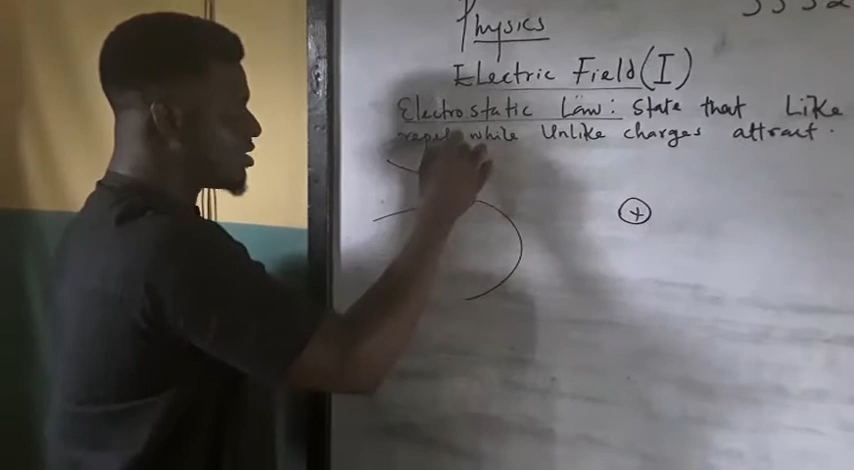 Physics
Electric Field (I)
Electrostatic Law: State that Like
repel while Unlike charges attract.
+